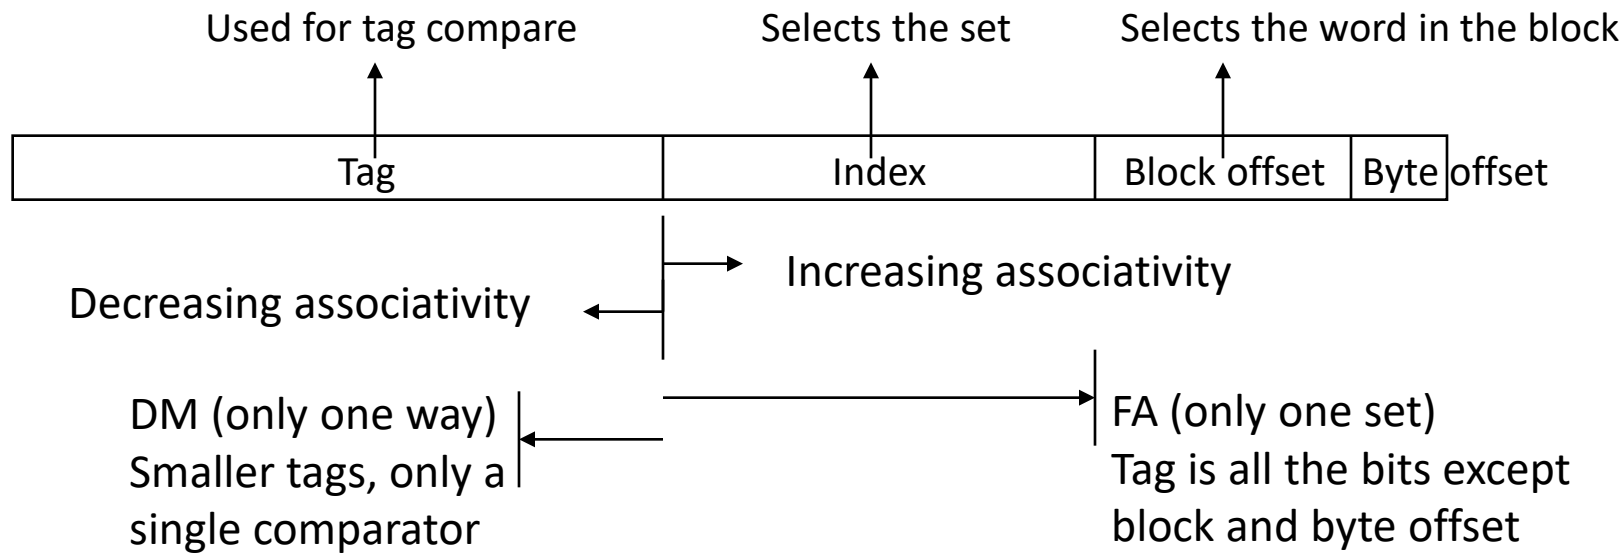 Used for tag compare
Selects the set
Selects the word in the block
Tag
Index
Block offset
Byte offset
Increasing associativity
Decreasing associativity
DM (only one way)
Smaller tags, only a
single comparator
FA (only one set)
Tag is all the bits except
block and byte offset